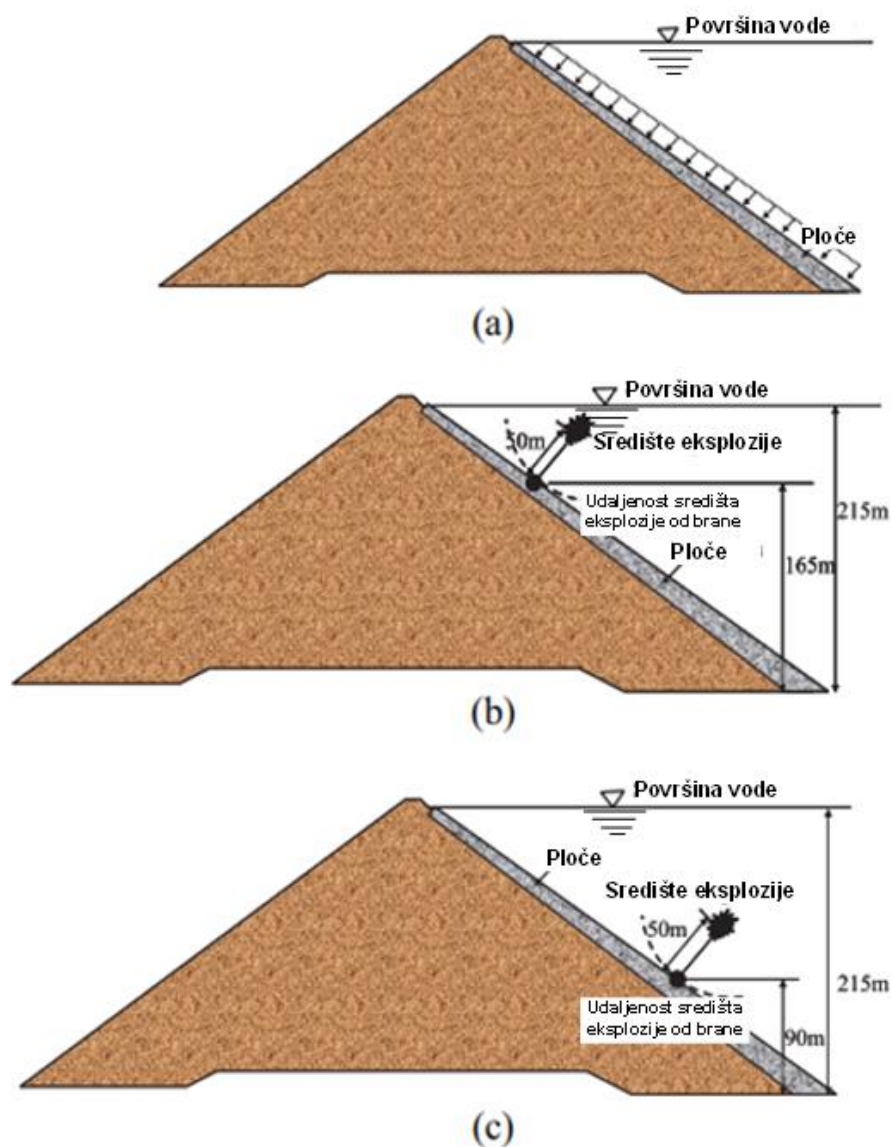 Površina vode
Ploče
(a)
Površina vode
50m
Središte eksplozije
Udaljenost središta
eksplozije od brane
Ploče
165m
215m
(b)
Površina vode
Ploče
Središte eksplozije
50m
Udaljenost središta
eksplozije od brane
90m
215m
(c)